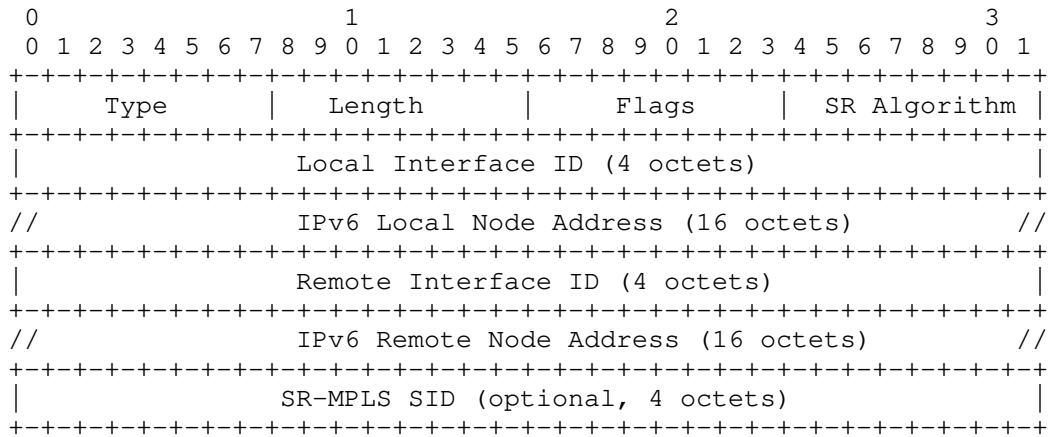 0                   1                   2                   3
 0 1 2 3 4 5 6 7 8 9 0 1 2 3 4 5 6 7 8 9 0 1 2 3 4 5 6 7 8 9 0 1
+-+-+-+-+-+-+-+-+-+-+-+-+-+-+-+-+-+-+-+-+-+-+-+-+-+-+-+-+-+-+-+-+
|     Type      |   Length      |     Flags     |  SR Algorithm |
+-+-+-+-+-+-+-+-+-+-+-+-+-+-+-+-+-+-+-+-+-+-+-+-+-+-+-+-+-+-+-+-+
|                 Local Interface ID (4 octets)                 |
+-+-+-+-+-+-+-+-+-+-+-+-+-+-+-+-+-+-+-+-+-+-+-+-+-+-+-+-+-+-+-+-+
//                IPv6 Local Node Address (16 octets)          //
+-+-+-+-+-+-+-+-+-+-+-+-+-+-+-+-+-+-+-+-+-+-+-+-+-+-+-+-+-+-+-+-+
|                 Remote Interface ID (4 octets)                |
+-+-+-+-+-+-+-+-+-+-+-+-+-+-+-+-+-+-+-+-+-+-+-+-+-+-+-+-+-+-+-+-+
//                IPv6 Remote Node Address (16 octets)         //
+-+-+-+-+-+-+-+-+-+-+-+-+-+-+-+-+-+-+-+-+-+-+-+-+-+-+-+-+-+-+-+-+
|                SR-MPLS SID (optional, 4 octets)               |
+-+-+-+-+-+-+-+-+-+-+-+-+-+-+-+-+-+-+-+-+-+-+-+-+-+-+-+-+-+-+-+-+